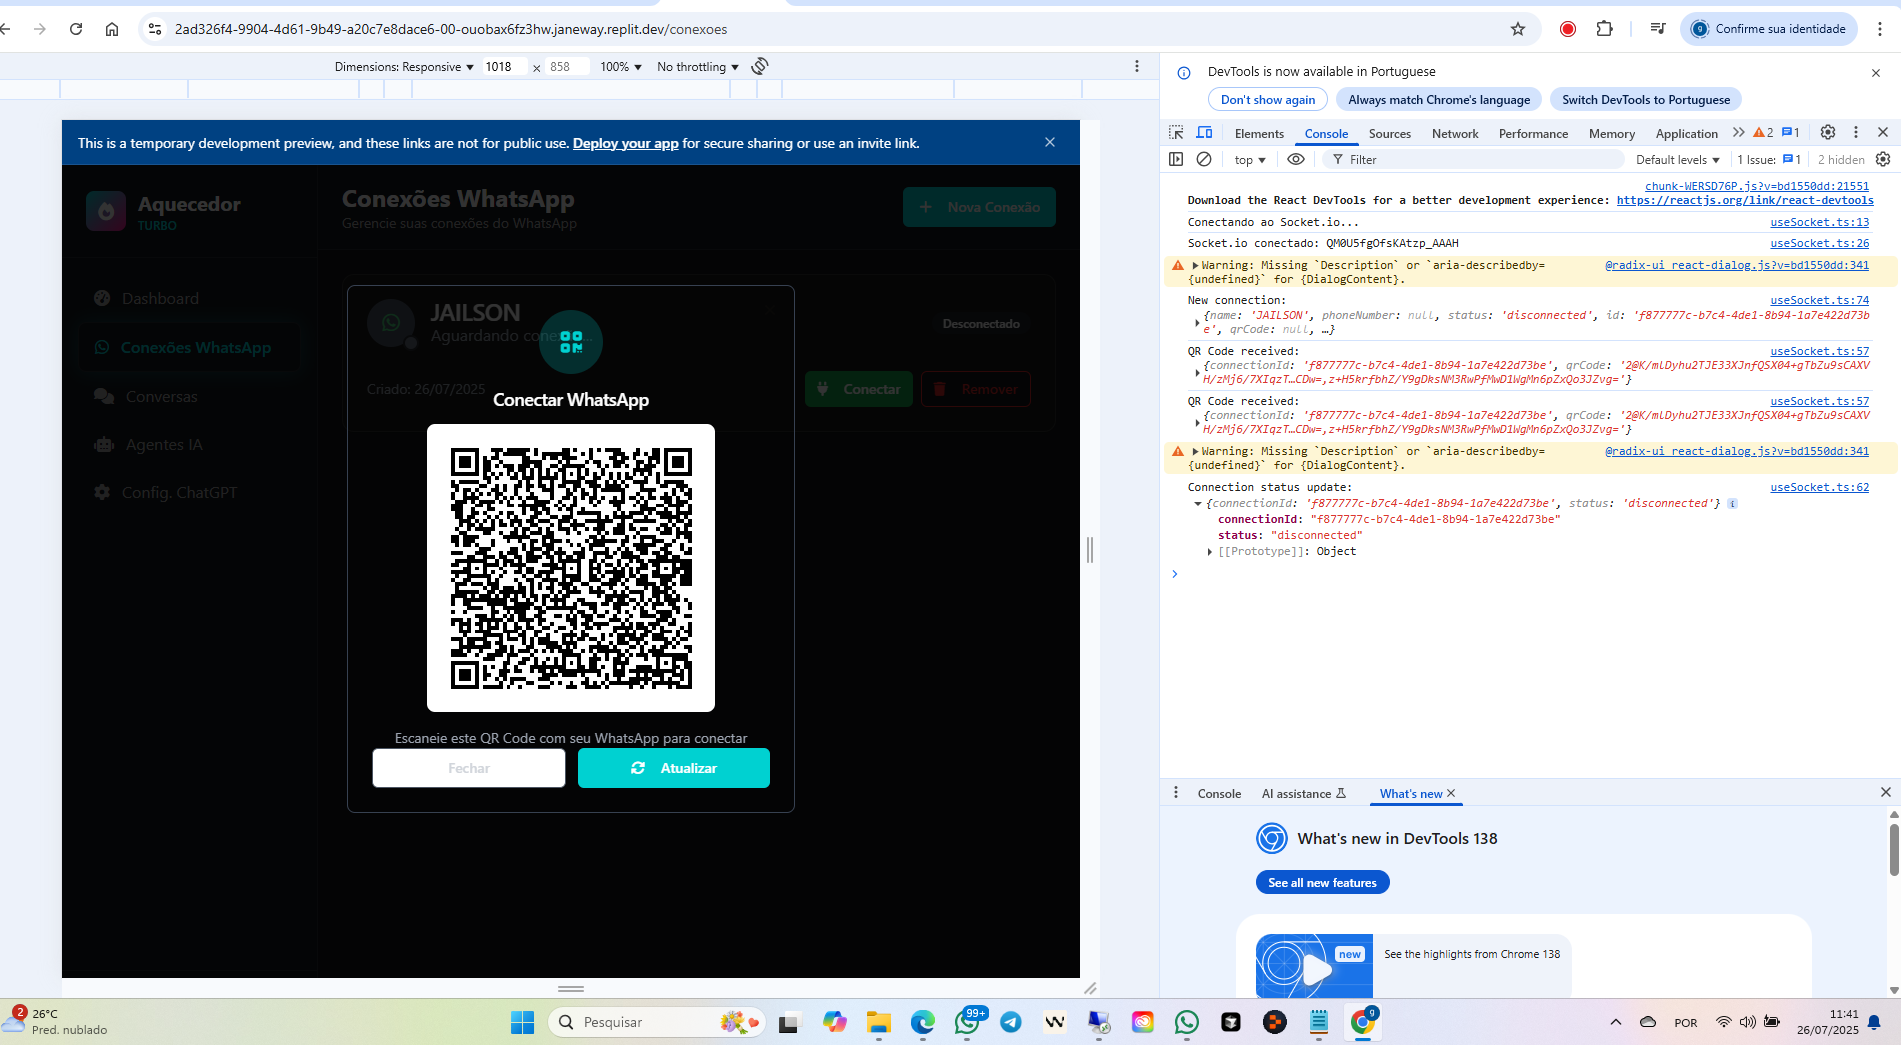 2ad326f4-9904-4d61-9b49-a20c7e8dace6-00-ouobax6fz3hw.janeway.replit.dev/conexoes
Confirme sua identidade
Dimensions: Responsive 1018 x 858 100% No throttling
This is a temporary development preview, and these links are not for public use. Deploy your app for secure sharing or use an invite link.
Aquecedor
TURBO
Dashboard
Conexões WhatsApp
Conversas
Agentes IA
Config. ChatGPT
Conexões WhatsApp
Gerencie suas conexões do WhatsApp
+ Nova Conexão
JAILSON
Aguardando
Desconectado
Criado: 26/07/2025
Conectar
Remover
Conectar WhatsApp
Escaneie este QR Code com seu WhatsApp para conectar
Fechar
Atualizar
DevTools is now available in Portuguese
Don't show again
Always match Chrome's language
Switch DevTools to Portuguese
Elements Console Sources Network Performance Memory Application 2 1
top Filter Default levels 1 Issue: 1 2 hidden
chunk-WERSD76P.js?v=bd1550dd:21551
Download the React DevTools for a better development experience: https://reactjs.org/link/react-devtools
Conectando ao Socket.io... useSocket.ts:13
Socket.io conectado: QM0U5fgOfsKAtzp_AAAH useSocket.ts:26
Warning: Missing `Description` or `aria-describedby= @radix-ui react-dialog.js?v=bd1550dd:341
{undefined}` for {DialogContent}.
New connection: useSocket.ts:74
{name: 'JAILSON', phoneNumber: null, status: 'disconnected', id: 'f877777c-b7c4-4de1-8b94-1a7e422d73b
e', qrCode: null, …}
QR Code received: useSocket.ts:57
{connectionId: 'f877777c-b7c4-4de1-8b94-1a7e422d73be', qrCode: '2@K/mlDyhu2TJE33XJnfQSX04+gTbZu9sCAXV
H/zMj6/7XIqzT…CDw=,z+H5krfbhZ/Y9gDksNM3RwPfMwD1WgMn6pZxQo3JZvg='}
QR Code received: useSocket.ts:57
{connectionId: 'f877777c-b7c4-4de1-8b94-1a7e422d73be', qrCode: '2@K/mlDyhu2TJE33XJnfQSX04+gTbZu9sCAXV
H/zMj6/7XIqzT…CDw=,z+H5krfbhZ/Y9gDksNM3RwPfMwD1WgMn6pZxQo3JZvg='}
Warning: Missing `Description` or `aria-describedby= @radix-ui react-dialog.js?v=bd1550dd:341
{undefined}` for {DialogContent}.
Connection status update: useSocket.ts:62
{connectionId: 'f877777c-b7c4-4de1-8b94-1a7e422d73be', status: 'disconnected'}
connectionId: "f877777c-b7c4-4de1-8b94-1a7e422d73be"
status: "disconnected"
[[Prototype]]: Object
Console AI assistance What's new
What's new in DevTools 138
See all new features
new
See the highlights from Chrome 138
2
26°C
Pred. nublado
Pesquisar
99+
9
POR
11:41
26/07/2025